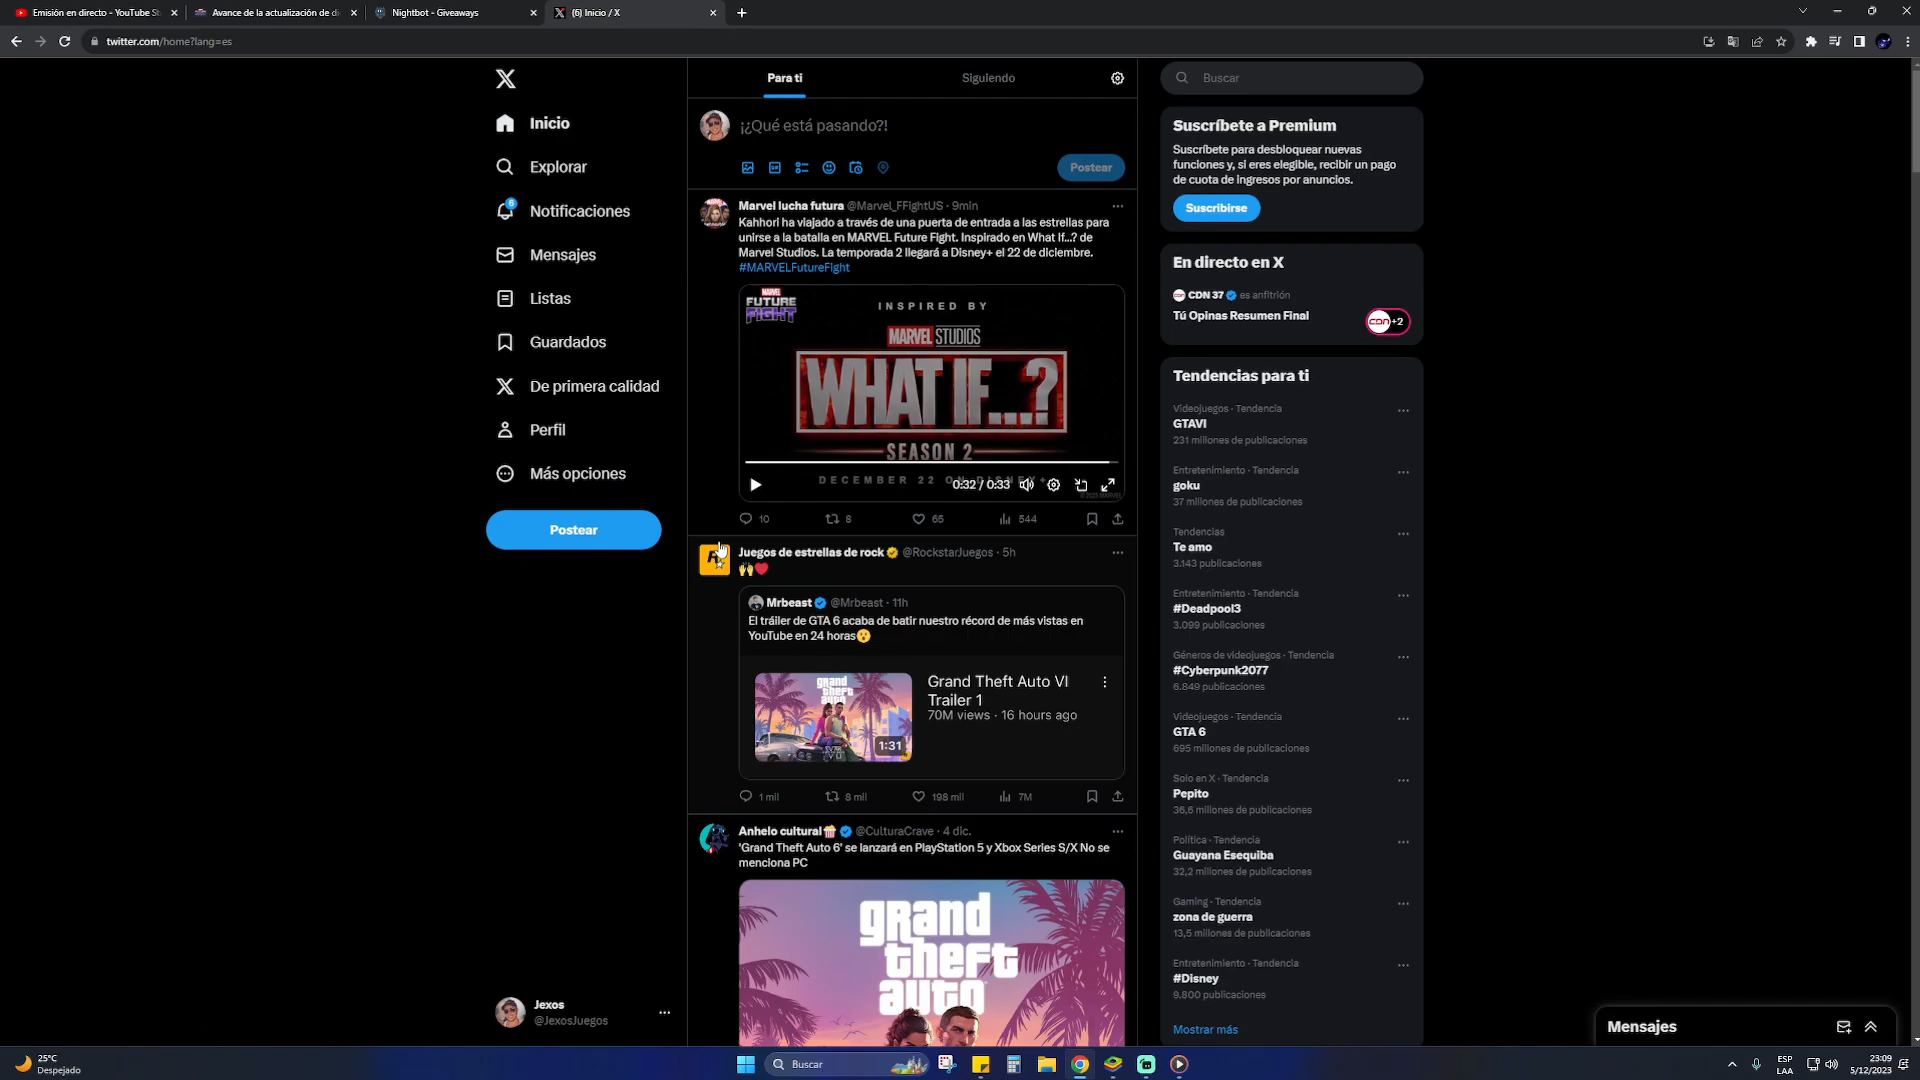 Emisión en directo - YouTube St
Avance de la actualización de di
Nightbot - Giveaways
(6) Inicio / X
twitter.com/home?lang=es
Inicio
Explorar
6
Notificaciones
Mensajes
Listas
Guardados
De primera calidad
Perfil
Más opciones
Postear
Jexos
@JexosJuegos
Para ti
Siguiendo
¡¿Qué está pasando?!
Postear
Marvel lucha futura @Marvel_FFightUS · 9min
Kahhori ha viajado a través de una puerta de entrada a las estrellas para
unirse a la batalla en MARVEL Future Fight. Inspirado en What If...? de
Marvel Studios. La temporada 2 llegará a Disney+ el 22 de diciembre.
#MARVELFutureFight
MARVEL
FUTURE
FIGHT
INSPIRED BY
MARVEL STUDIOS
WHAT IF...?
SEASON 2
DECEMBER 22 ON DISNEY+
0:32 / 0:33
© 2023 MARVEL
10
8
65
544
Juegos de estrellas de rock @RockstarJuegos · 5h
🙌❤️
Mrbeast @Mrbeast · 11h
El tráiler de GTA 6 acaba de batir nuestro récord de más vistas en
YouTube en 24 horas😮
grand
theft
auto
VI
1:31
Grand Theft Auto VI
Trailer 1
70M views · 16 hours ago
1 mil
8 mil
198 mil
7M
Anhelo cultural🍿 @CulturaCrave · 4 dic.
'Grand Theft Auto 6' se lanzará en PlayStation 5 y Xbox Series S/X No se
menciona PC
grand
theft
auto
Buscar
Suscríbete a Premium
Suscríbete para desbloquear nuevas
funciones y, si eres elegible, recibir un pago
de cuota de ingresos por anuncios.
Suscribirse
En directo en X
CDN 37 es anfitrión
Tú Opinas Resumen Final
CDN +2
Tendencias para ti
Videojuegos · Tendencia
GTAVI
231 millones de publicaciones
Entretenimiento · Tendencia
goku
37 millones de publicaciones
Tendencias
Te amo
3.143 publicaciones
Entretenimiento · Tendencia
#Deadpool3
3.099 publicaciones
Géneros de videojuegos · Tendencia
#Cyberpunk2077
6.849 publicaciones
Videojuegos · Tendencia
GTA 6
695 millones de publicaciones
Solo en X · Tendencia
Pepito
36,6 millones de publicaciones
Política · Tendencia
Guayana Esequiba
32,2 millones de publicaciones
Gaming · Tendencia
zona de guerra
13,5 millones de publicaciones
Entretenimiento · Tendencia
#Disney
9.800 publicaciones
Mostrar más
Mensajes
25°C
Despejado
Buscar
ESP
LAA
23:09
5/12/2023